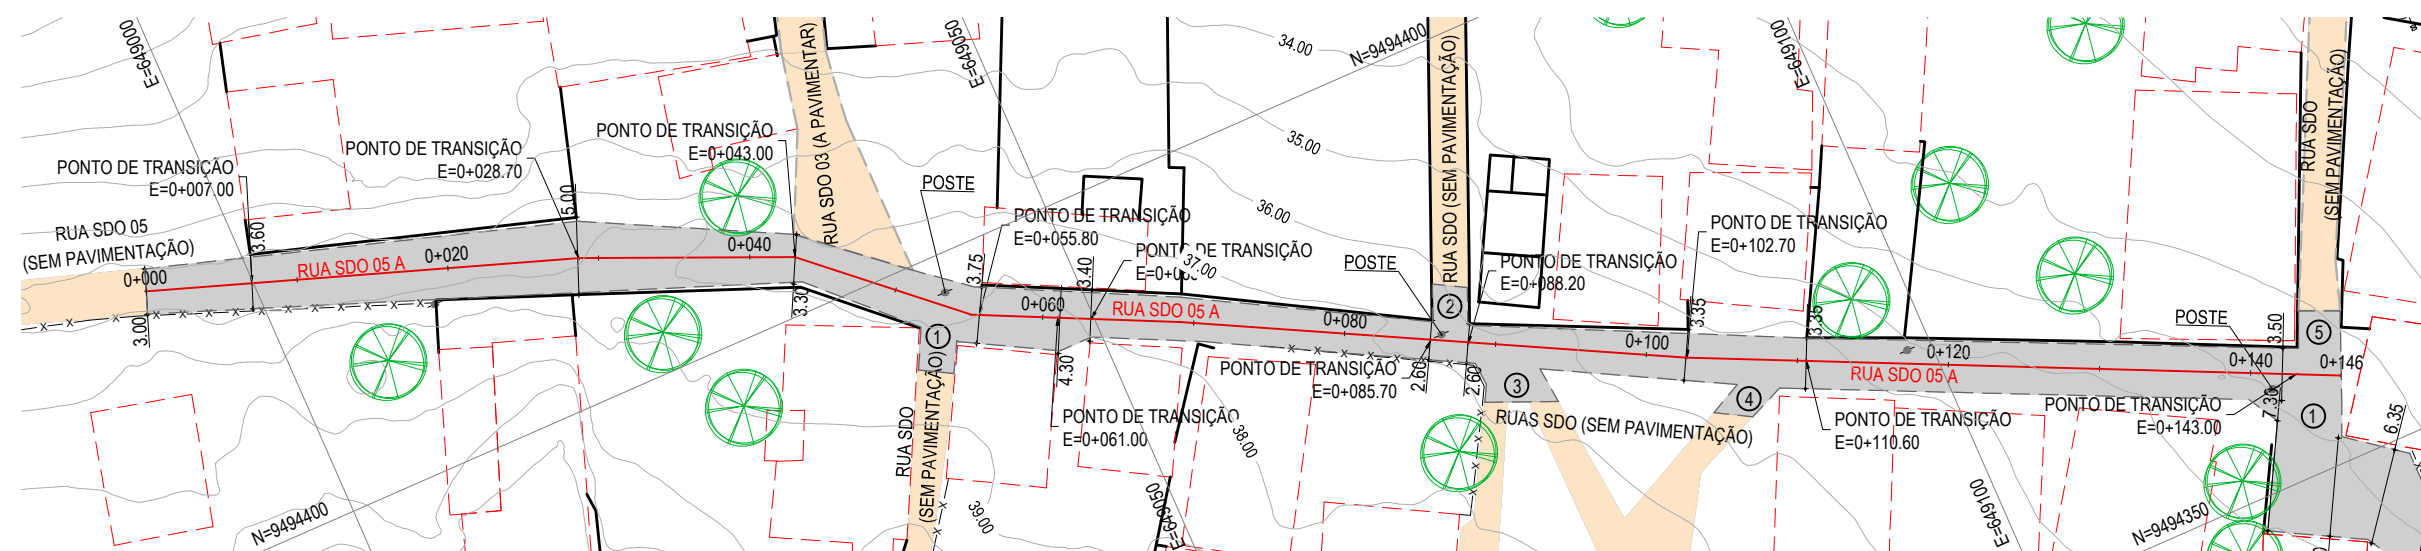 E=649000
E=649050
N=9494400
E=649100
34.00
35.00
36.00
37.00
38.00
39.00
RUA SDO 03 (A PAVIMENTAR)
RUA SDO (SEM PAVIMENTAÇÃO)
RUA SDO
(SEM PAVIMENTAÇÃO)
PONTO DE TRANSIÇÃO
E=0+007.00
PONTO DE TRANSIÇÃO
E=0+028.70
PONTO DE TRANSIÇÃO
E=0+043.00
POSTE
PONTO DE TRANSIÇÃO
E=0+055.80
PONTO DE TRANSIÇÃO
POSTE
PONTO DE TRANSIÇÃO
E=0+088.20
PONTO DE TRANSIÇÃO
E=0+102.70
POSTE
RUA SDO 05
(SEM PAVIMENTAÇÃO)
0+000
RUA SDO 05 A
0+020
0+040
0+060
RUA SDO 05 A
0+080
0+100
0+120
RUA SDO 05 A
0+140
0+146
3.00
3.60
5.00
3.30
3.75
3.40
4.30
2.60
2.60
3.35
3.35
3.50
7.30
6.35
1
2
3
4
5
1
PONTO DE TRANSIÇÃO
E=0+061.00
PONTO DE TRANSIÇÃO
E=0+085.70
RUAS SDO (SEM PAVIMENTAÇÃO)
PONTO DE TRANSIÇÃO
E=0+110.60
PONTO DE TRANSIÇÃO
E=0+143.00
RUA SDO
(SEM PAVIMENTAÇÃO)
N=9494400
E=649050
E=649100
N=9494350